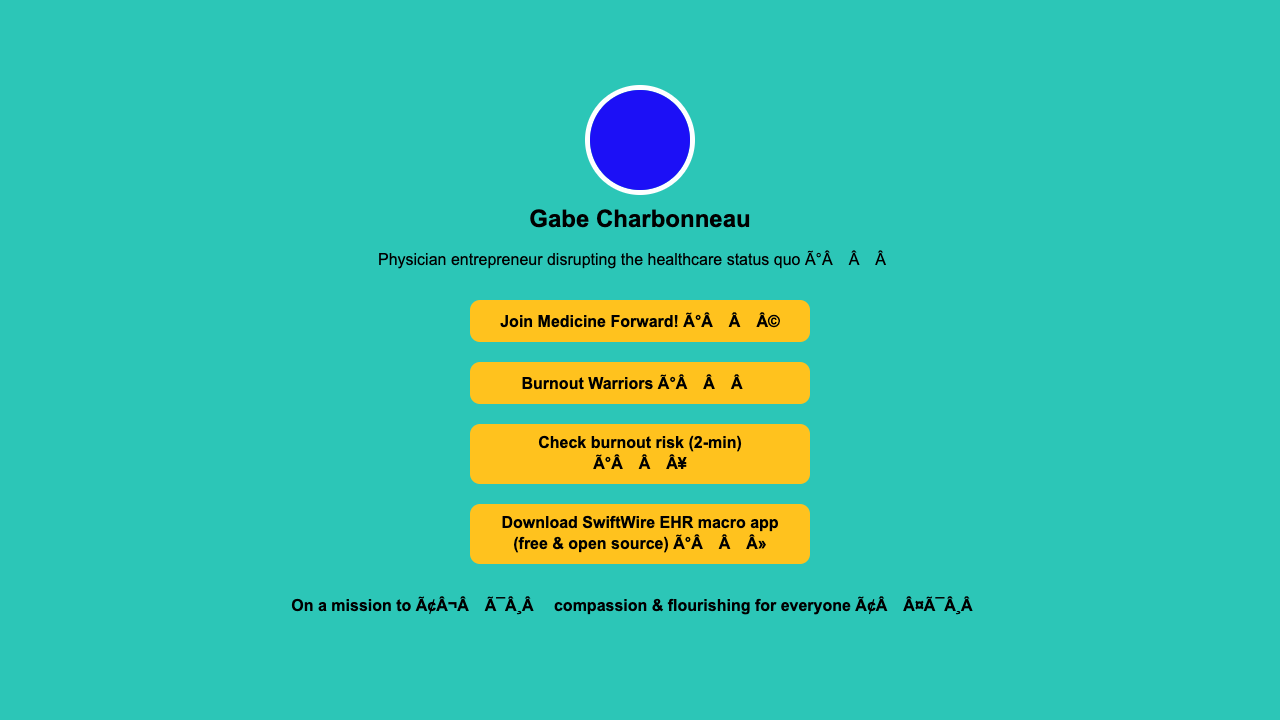 Gabe Charbonneau
Physician entrepreneur disrupting the healthcare status quo Ã°Â Â Â
Join Medicine Forward! Ã°Â Â Â©
Burnout Warriors Ã°Â Â Â
Check burnout risk (2-min)
Ã°Â Â Â¥
Download SwiftWire EHR macro app
(free & open source) Ã°Â Â Â»
On a mission to Ã¢Â¬Â Ã¯Â¸Â compassion & flourishing for everyone Ã¢Â Â¤Ã¯Â¸Â